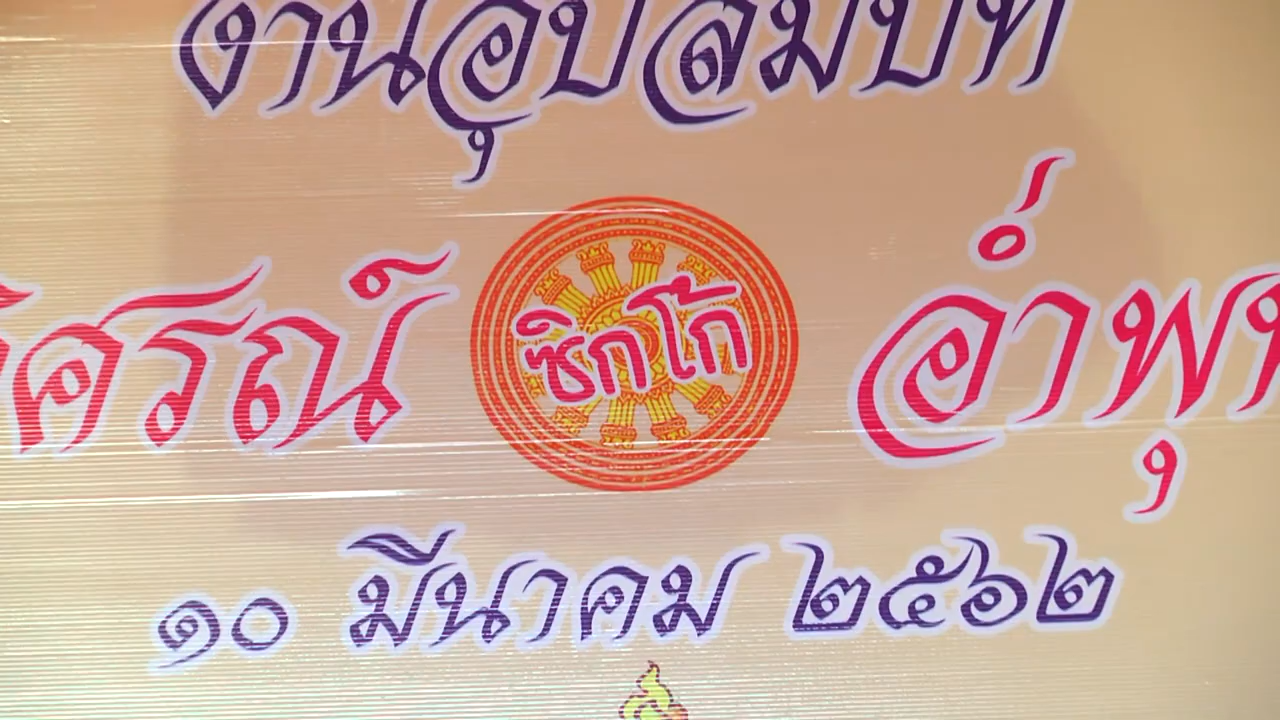 งานอุปสมบท
ศรณ์ ซิกโก้ อ่ำพุ
๑๐ มีนาคม ๒๕๖๒